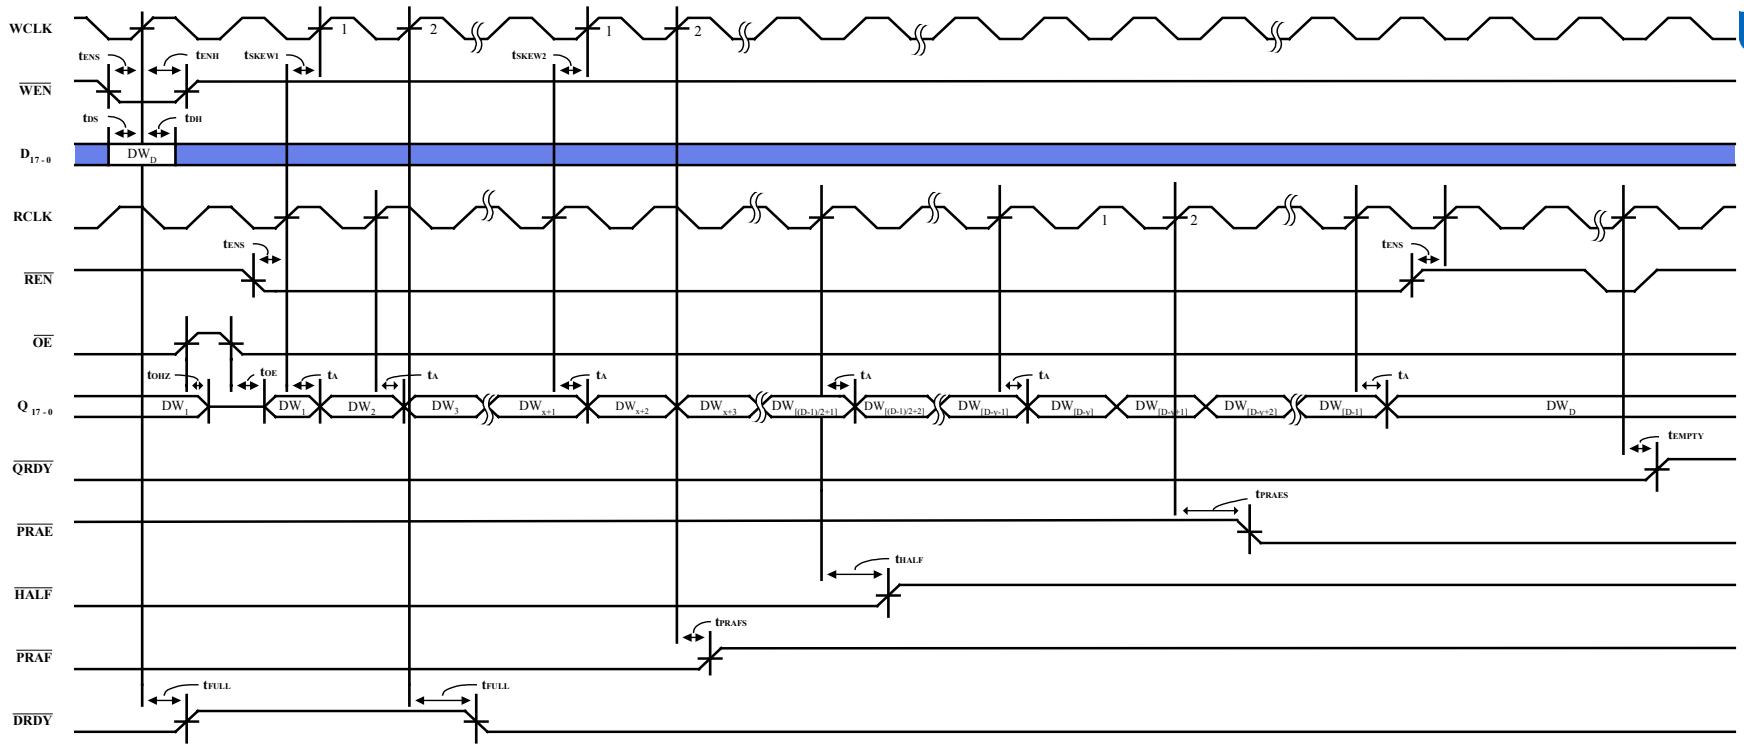 WCLK 1 2 1 2
tENS tENH tSKEW1 tSKEW2
WEN
tDS tDH
D17-0 DWD
RCLK 1 2
tENS tENS
REN
OE
tOHZ tOE tA tA tA tA tA tA
Q17-0 DW1 DW1 DW2 DW3 DWx+1 DWx+2 DWx+3 DW[(D-1)/2+1] DW[(D-1)/2+2] DW[D-y-1] DW[D-y] DW[D-y+1] DW[D-y+2] DW[D-1] DWD
tEMPTY
QRDY
tPRAES
PRAE
tHALF
HALF
tPRAFS
PRAF
tFULL tFULL
DRDY